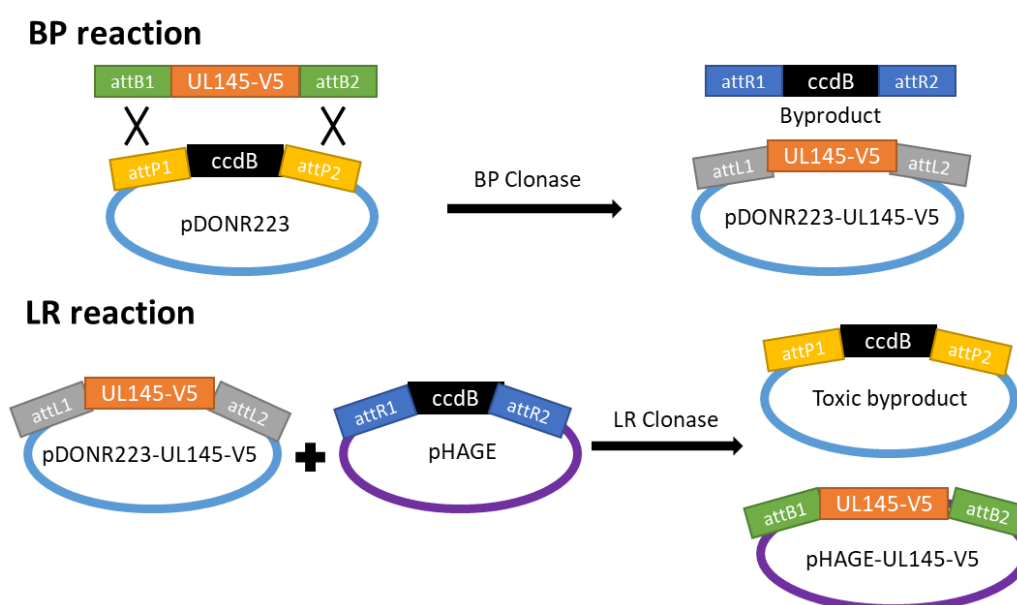 BP reaction
attB1 UL145-V5 attB2
attP1 ccdB attP2
pDONR223
BP Clonase
attR1 ccdB attR2
Byproduct
attL1 UL145-V5 attL2
pDONR223-UL145-V5
LR reaction
attL1 UL145-V5 attL2
pDONR223-UL145-V5
attR1 ccdB attR2
pHAGE
LR Clonase
attP1 ccdB attP2
Toxic byproduct
attB1 UL145-V5 attB2
pHAGE-UL145-V5